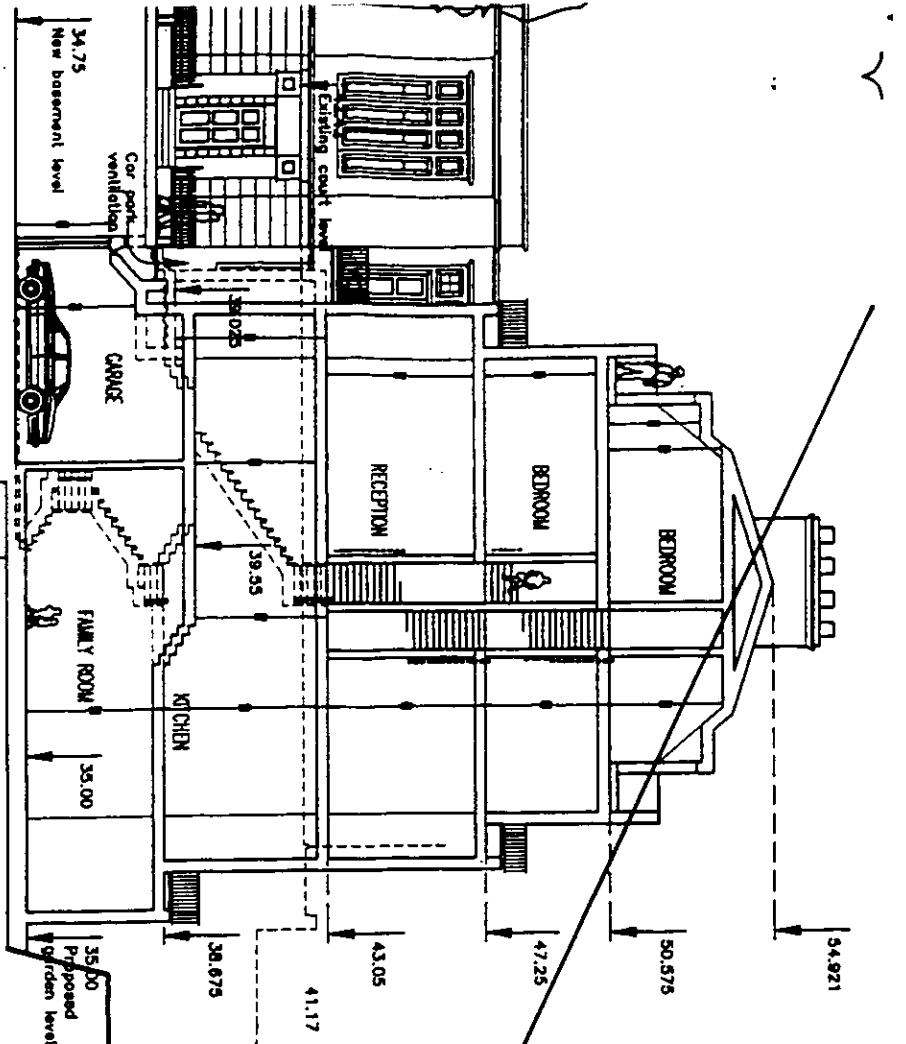 54.921
50.575
47.25
43.05
41.17
38.675
35.00
Proposed
garden level
BEDROOM
BEDROOM
RECEPTION
KITCHEN
39.55
FAMILY ROOM
35.00
GARAGE
39.025
Existing court level
Car park
ventilation
34.75
New basement level